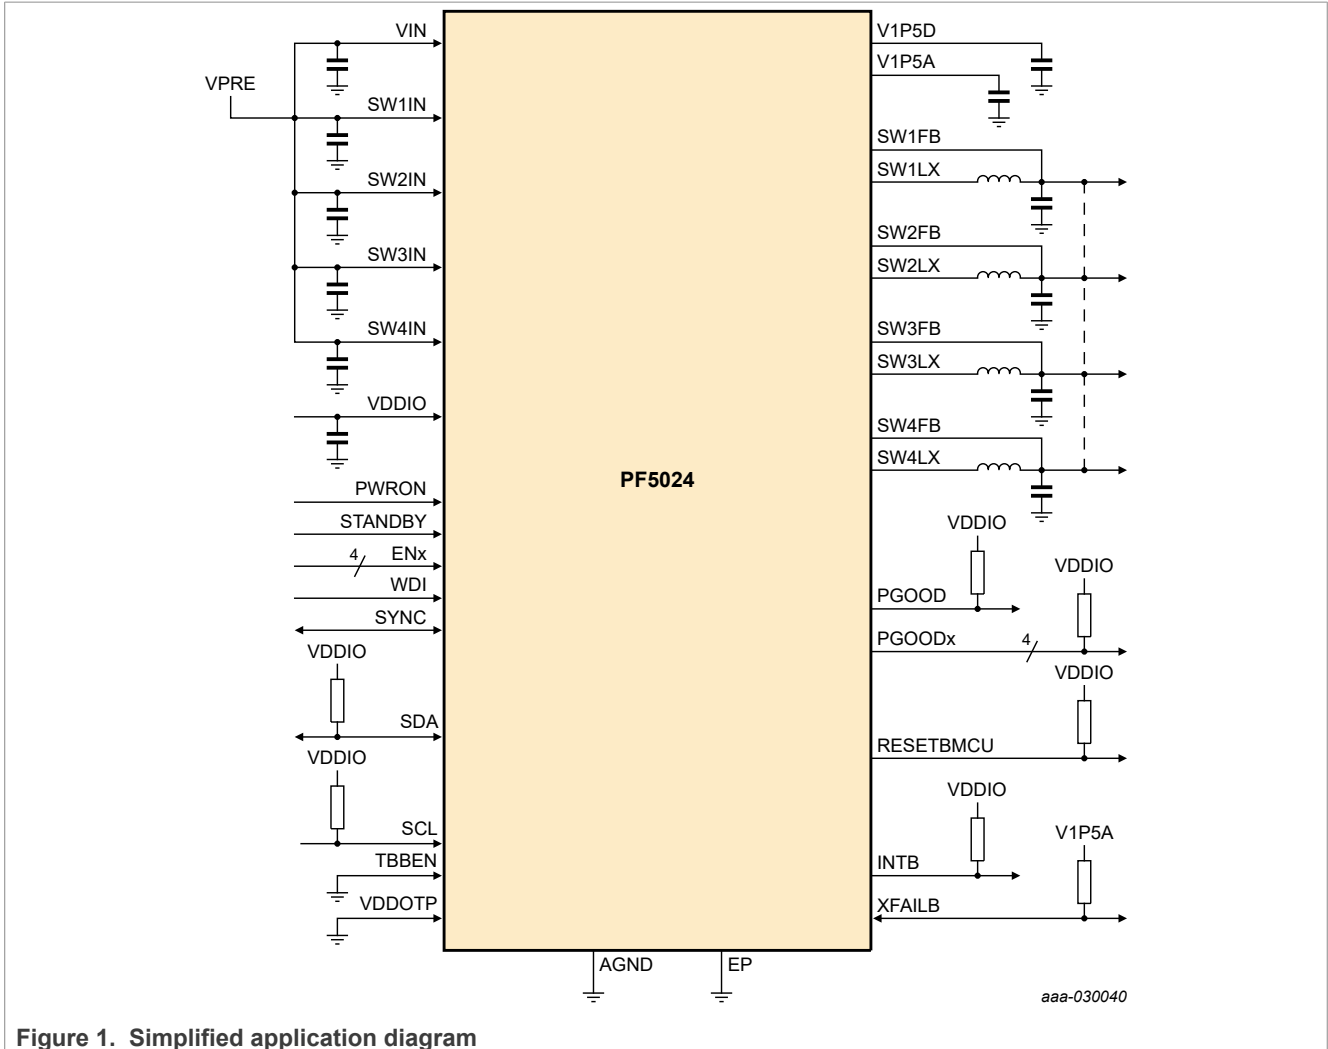 VIN
VPRE
SW1IN
SW2IN
SW3IN
SW4IN
VDDIO
PWRON
STANDBY
4
ENx
WDI
SYNC
VDDIO
SDA
VDDIO
SCL
TBBEN
VDDOTP
PF5024
AGND
EP
V1P5D
V1P5A
SW1FB
SW1LX
SW2FB
SW2LX
SW3FB
SW3LX
SW4FB
SW4LX
VDDIO
VDDIO
PGOOD
PGOODx
4
VDDIO
RESETBMCU
VDDIO
V1P5A
INTB
XFAILB
aaa-030040
Figure 1. Simplified application diagram